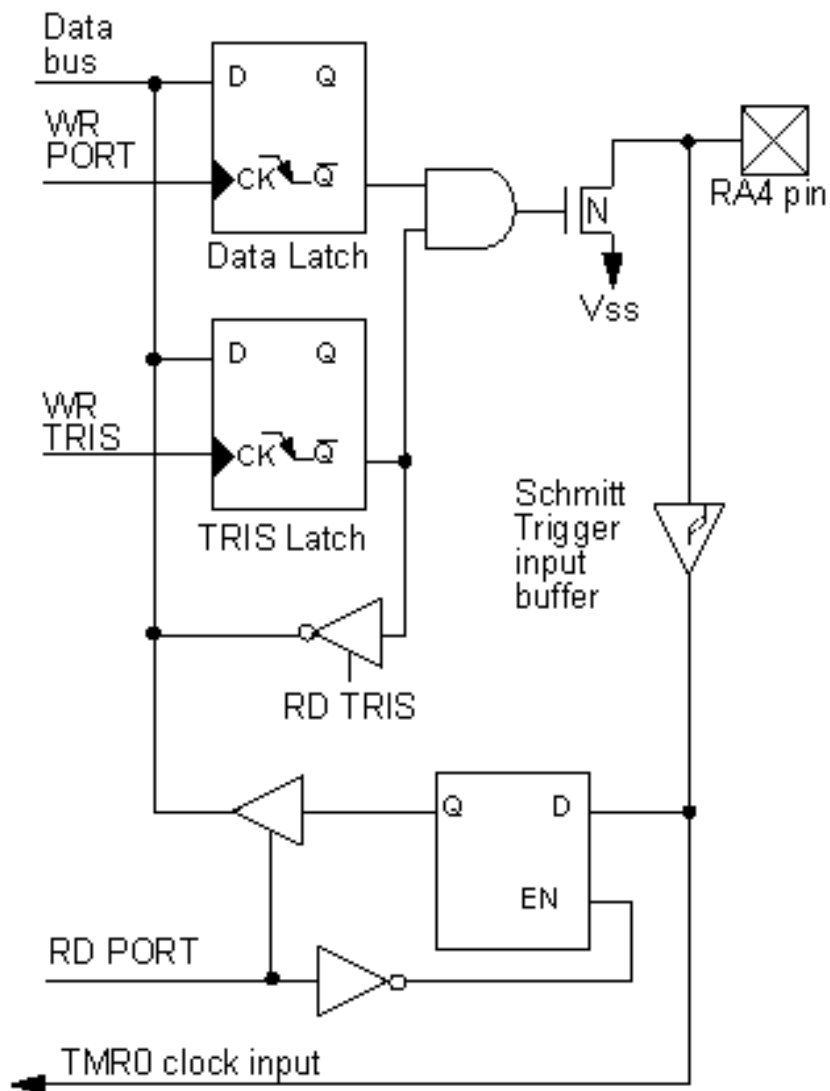 Data
bus
D Q
WR
PORT
CK Q
N
RA4 pin
Data Latch
Vss
D Q
WR
TRIS
CK Q
Schmitt
Trigger
input
buffer
TRIS Latch
RD TRIS
Q D
EN
RD PORT
TMR0 clock input